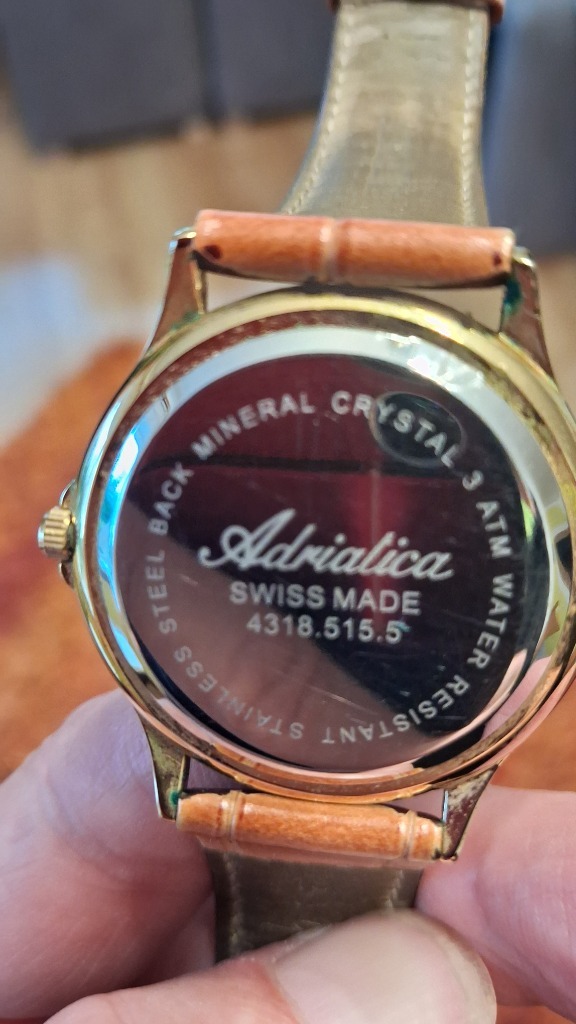 STAINLESS STEEL BACK MINERAL CRYSTAL 3 ATM WATER RESISTANT
Adriatica
SWISS MADE
4318.515.5